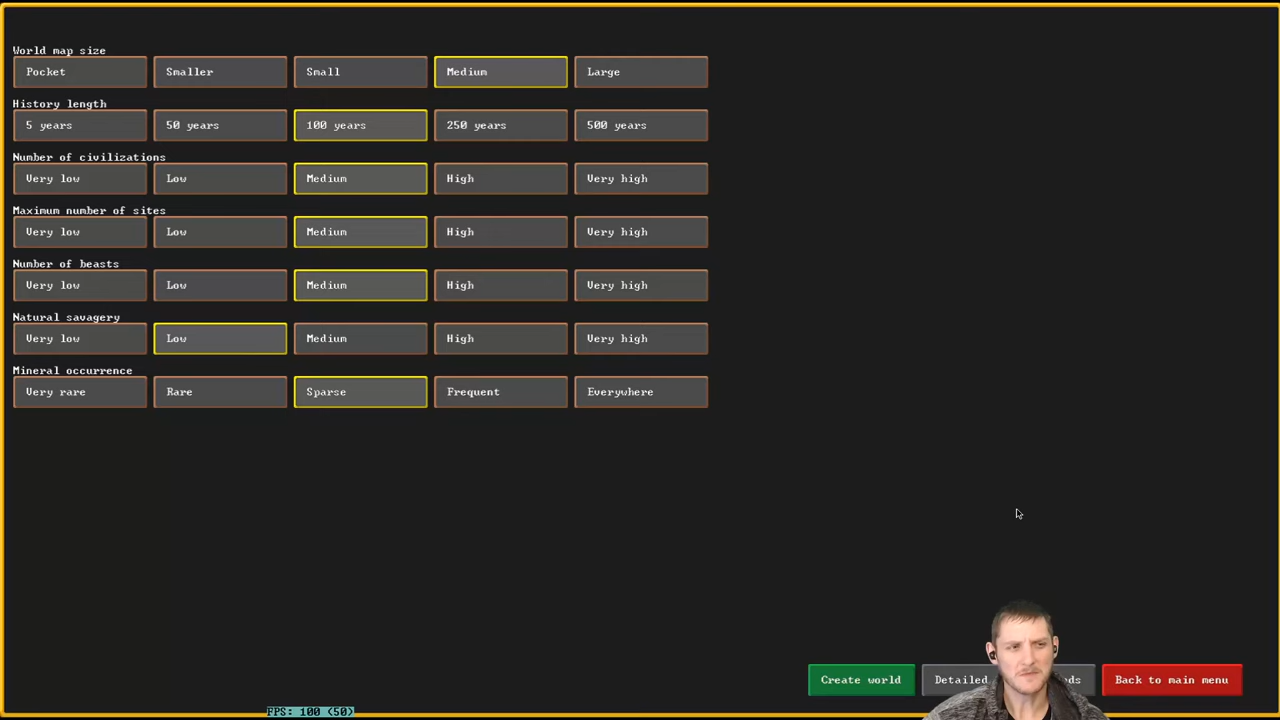 World map size
Pocket Smaller Small Medium Large
History length
5 years 50 years 100 years 250 years 500 years
Number of civilizations
Very low Low Medium High Very high
Maximum number of sites
Very low Low Medium High Very high
Number of beasts
Very low Low Medium High Very high
Natural savagery
Very low Low Medium High Very high
Mineral occurrence
Very rare Rare Sparse Frequent Everywhere
Create world Detailed Back to main menu
FPS: 100 (50)